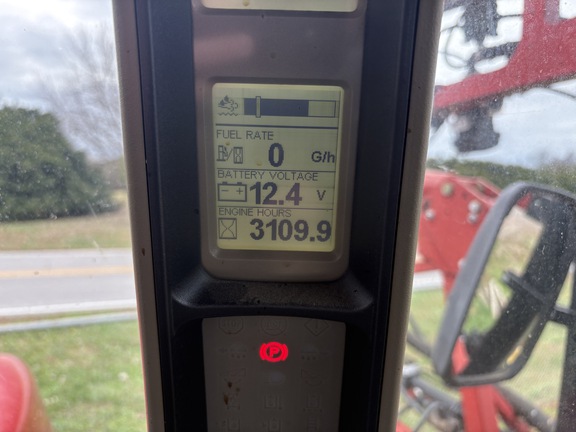 FUEL RATE
0 G/h
BATTERY VOLTAGE
- + 12.4 V
ENGINE HOURS
3109.9
P